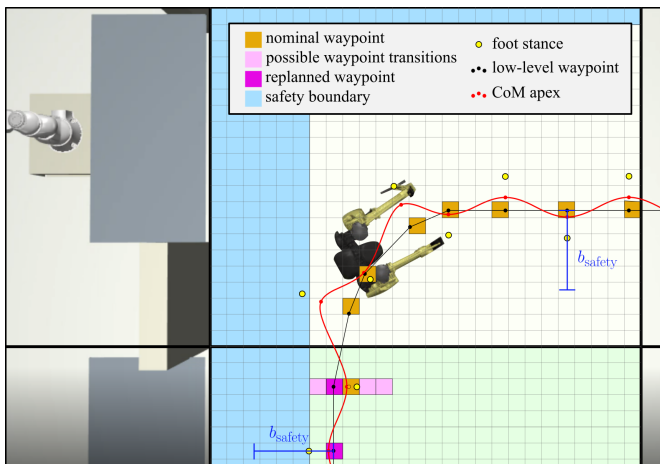 nominal waypoint
possible waypoint transitions
replanned waypoint
safety boundary
foot stance
low-level waypoint
CoM apex
b_safety
b_safety